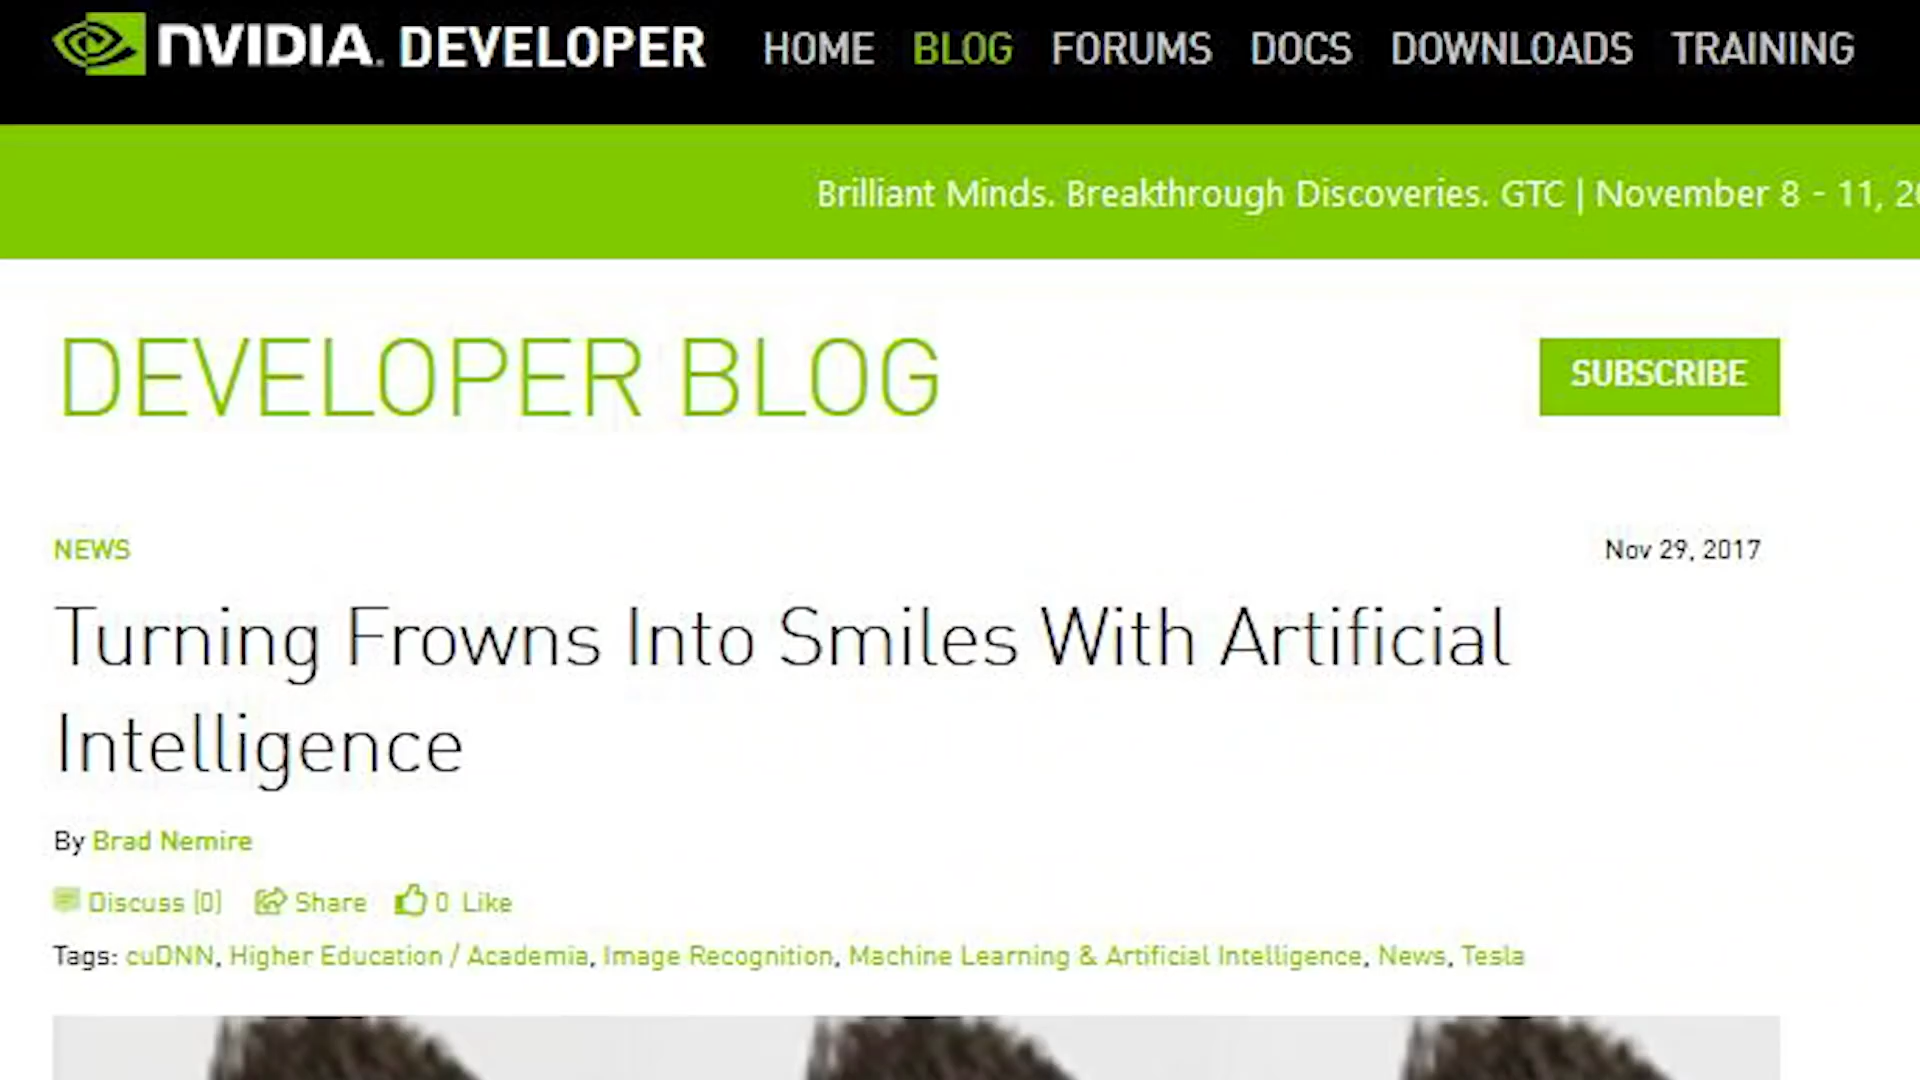 NVIDIA. DEVELOPER HOME BLOG FORUMS DOCS DOWNLOADS TRAINING
Brilliant Minds. Breakthrough Discoveries. GTC | November 8 - 11,
DEVELOPER BLOG
SUBSCRIBE
NEWS
Nov 29, 2017
Turning Frowns Into Smiles With Artificial
Intelligence
By Brad Nemire
Discuss (0) Share 0 Like
Tags: cuDNN, Higher Education / Academia, Image Recognition, Machine Learning & Artificial Intelligence, News, Tesla